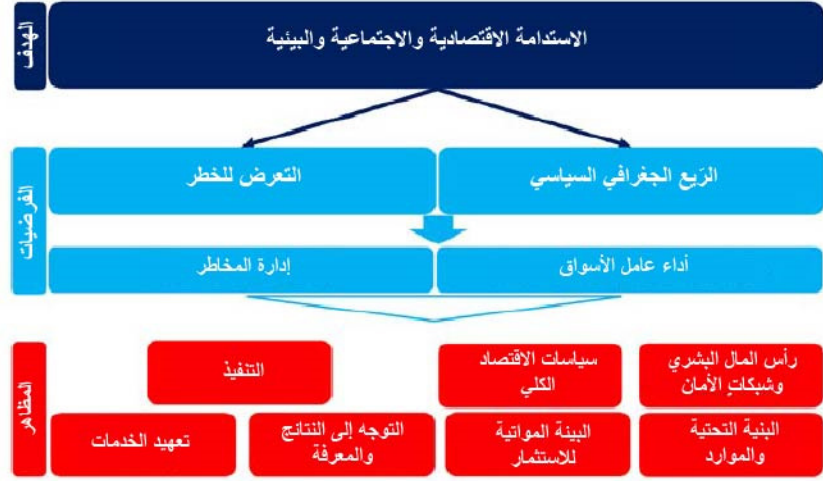 الهدف
الاستدامة الاقتصادية والاجتماعية والبيئية
الفرضيات
الرَيع الجغرافي السياسي
التعرض للخطر
أداء عامل الأسواق
إدارة المخاطر
المظاهر
رأس المال البشري
وشبكاتِ الأمان
سياسات الاقتصاد
الكلي
التنفيذ
البنية التحتية
والموارد
البيئة المواتية
للاستثمار
التوجه إلى النتائج
والمعرفة
تعهيد الخدمات